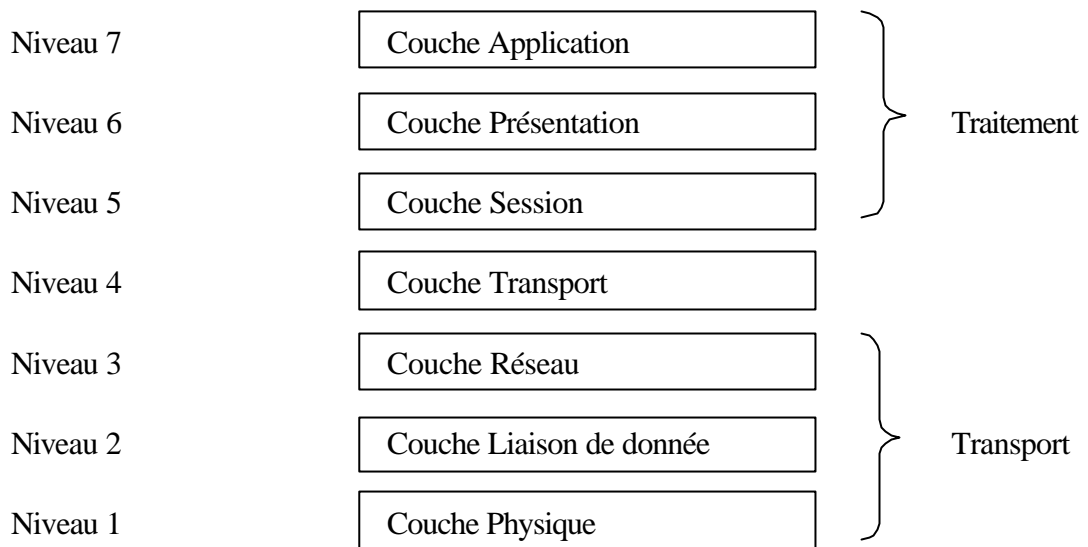 Niveau 7 Couche Application
Niveau 6 Couche Présentation Traitement
Niveau 5 Couche Session
Niveau 4 Couche Transport
Niveau 3 Couche Réseau
Niveau 2 Couche Liaison de donnée Transport
Niveau 1 Couche Physique